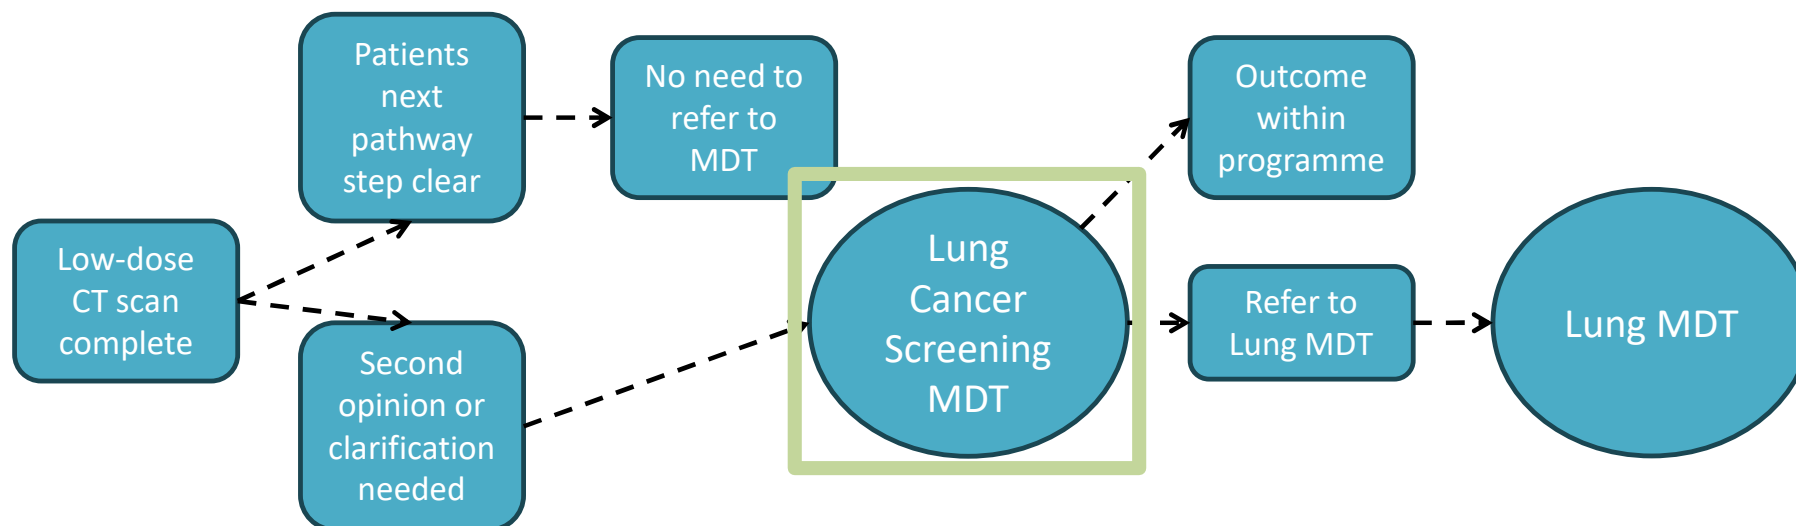 Low-dose
CT scan
complete
Patients
next
pathway
step clear
No need to
refer to
MDT
Second
opinion or
clarification
needed
Lung
Cancer
Screening
MDT
Outcome
within
programme
Refer to
Lung MDT
Lung MDT